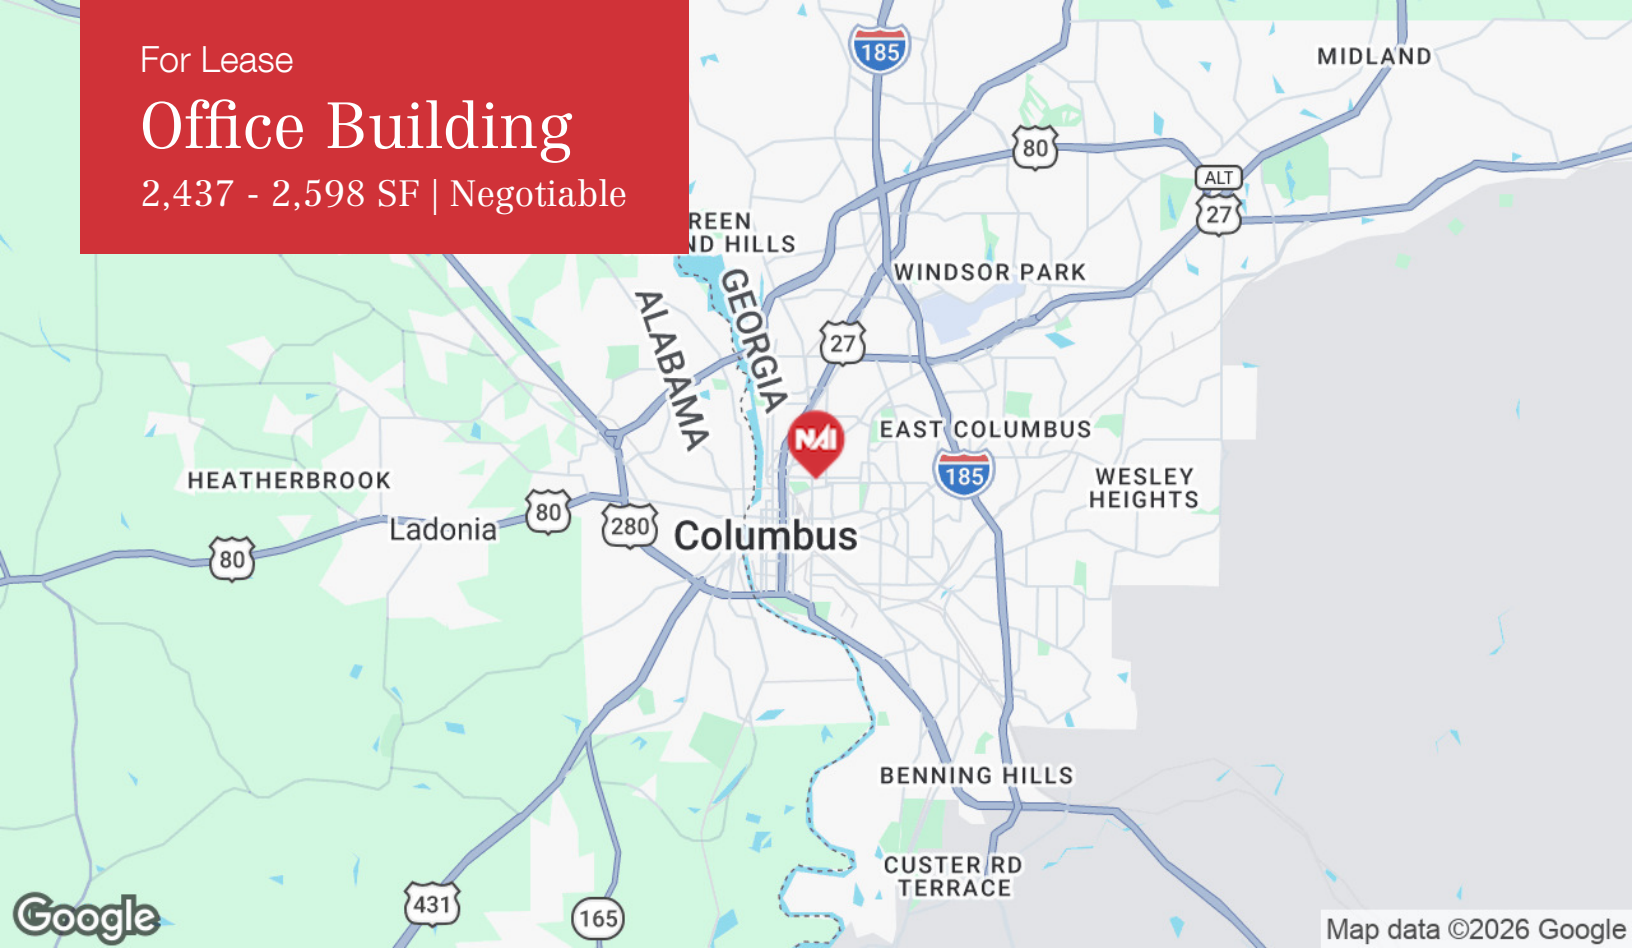 For Lease
Office Building
2,437 - 2,598 SF | Negotiable
185
MIDLAND
80
ALT
27
REEN
ND HILLS
WINDSOR PARK
GEORGIA
ALABAMA
27
EAST COLUMBUS
NAI
185
WESLEY
HEIGHTS
HEATHERBROOK
80
280
Ladonia
Columbus
80
BENNING HILLS
CUSTER RD
TERRACE
431
165
Google
Map data ©2026 Google